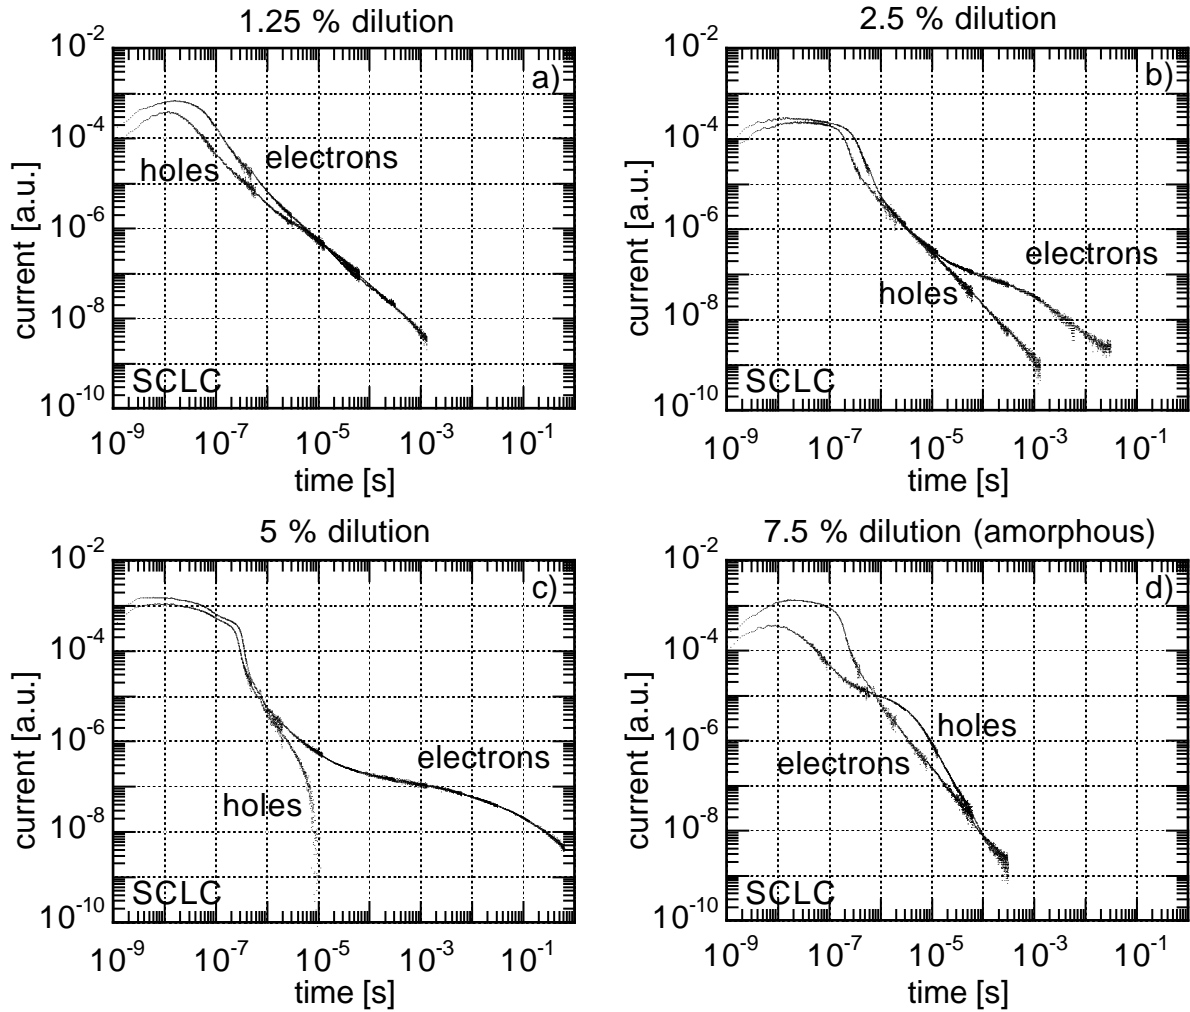 1.25 % dilution
2.5 % dilution
10-2
10-4
10-6
10-8
10-10
current [a.u.]
a)
electrons
holes
SCLC
10-9 10-7 10-5 10-3 10-1
time [s]
10-2
10-4
10-6
10-8
10-10
current [a.u.]
b)
electrons
holes
SCLC
10-9 10-7 10-5 10-3 10-1
time [s]
5 % dilution
7.5 % dilution (amorphous)
10-2
10-4
10-6
10-8
10-10
current [a.u.]
c)
electrons
holes
SCLC
10-9 10-7 10-5 10-3 10-1
time [s]
10-2
10-4
10-6
10-8
10-10
current [a.u.]
d)
holes
electrons
SCLC
10-9 10-7 10-5 10-3 10-1
time [s]